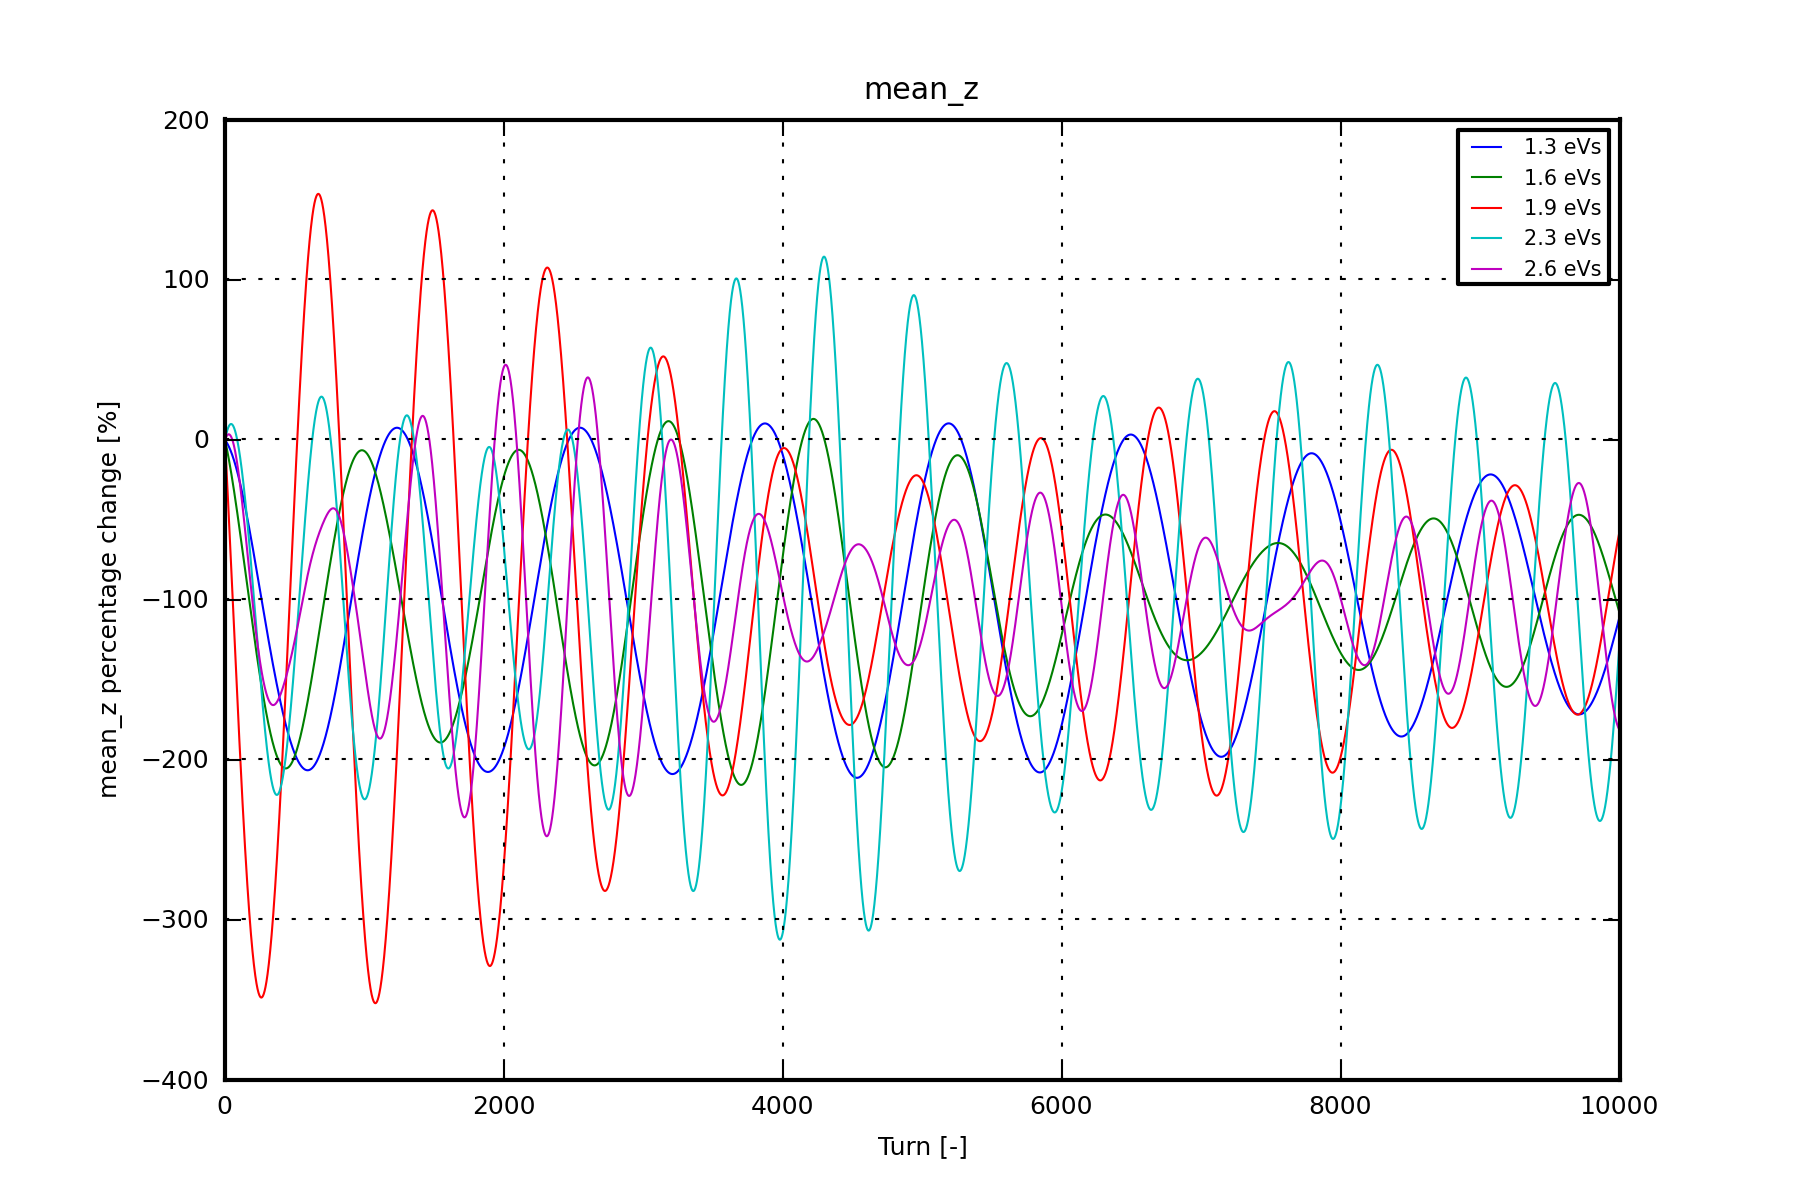 mean_z
200
100
0
−100
−200
−300
−400
mean_z percentage change [%]
1.3 eVs
1.6 eVs
1.9 eVs
2.3 eVs
2.6 eVs
0 2000 4000 6000 8000 10000
Turn [-]